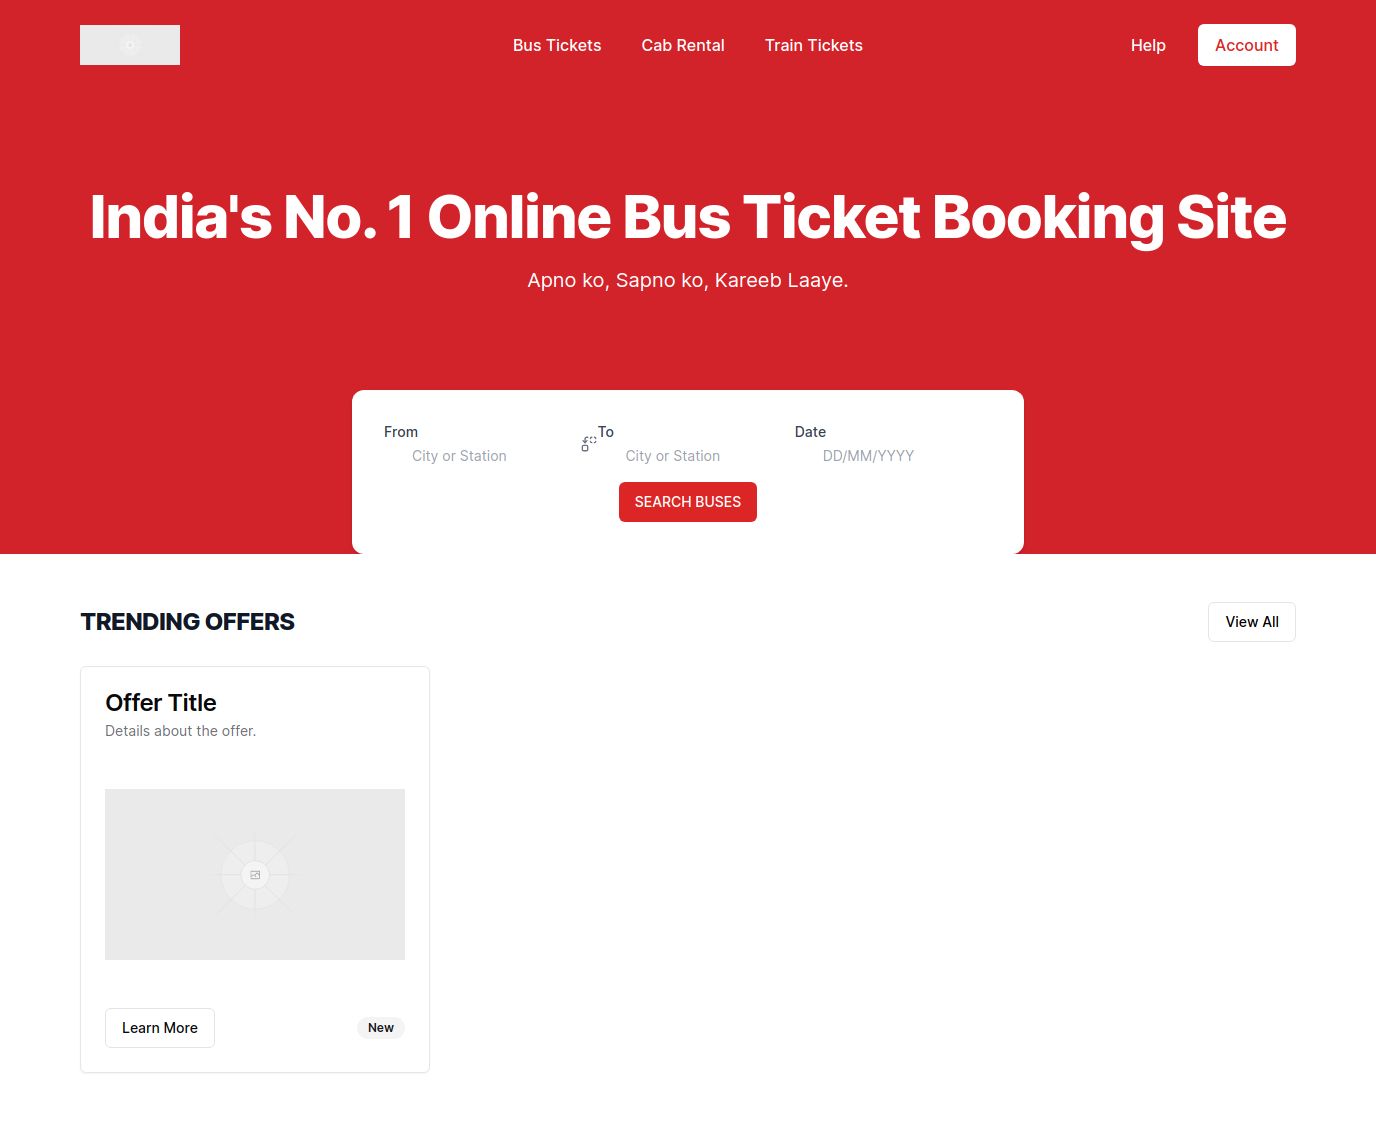 Bus Tickets Cab Rental Train Tickets Help Account
India's No. 1 Online Bus Ticket Booking Site
Apno ko, Sapno ko, Kareeb Laaye.
From To Date
City or Station City or Station DD/MM/YYYY
SEARCH BUSES
TRENDING OFFERS View All
Offer Title
Details about the offer.
Learn More New